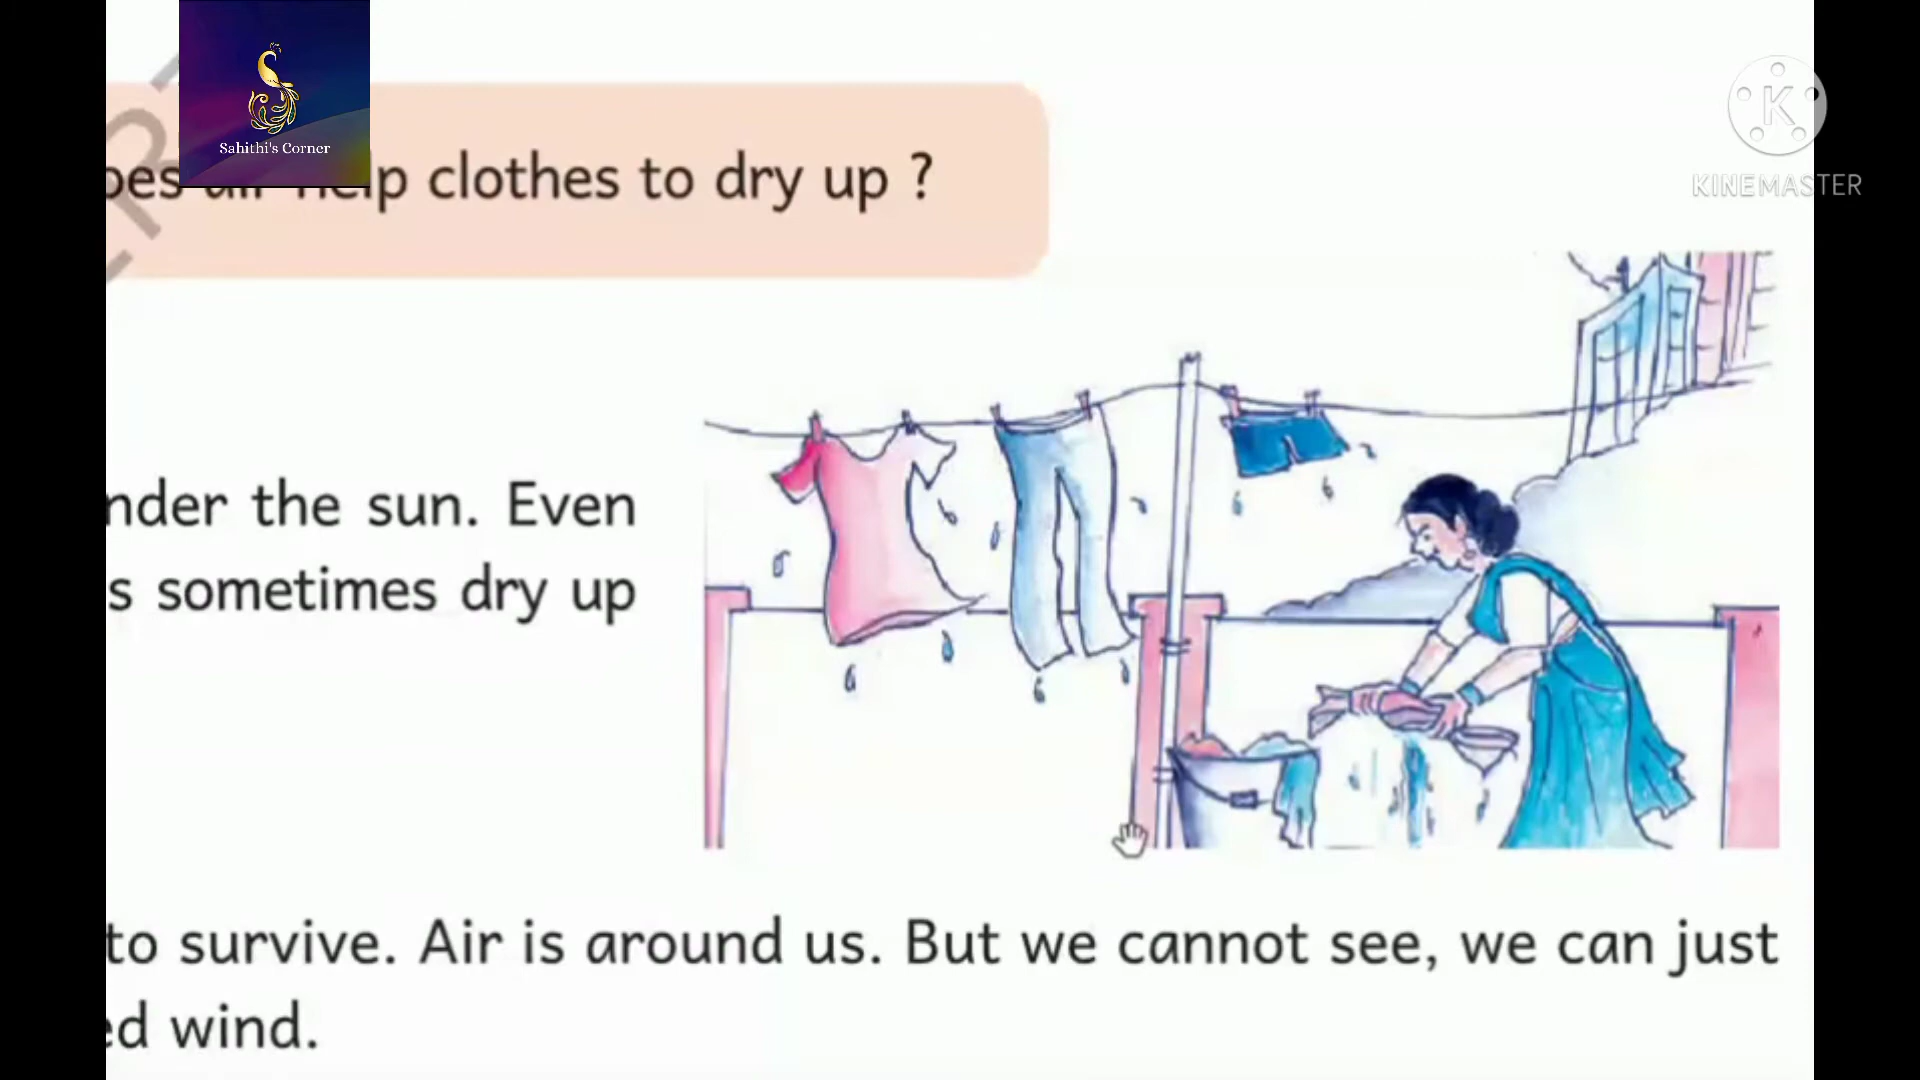 Sahithi's Corner
KINEMASTER
clothes to dry up ?
the sun. Even
sometimes dry up
to survive. Air is around us. But we cannot see, we can just
wind.